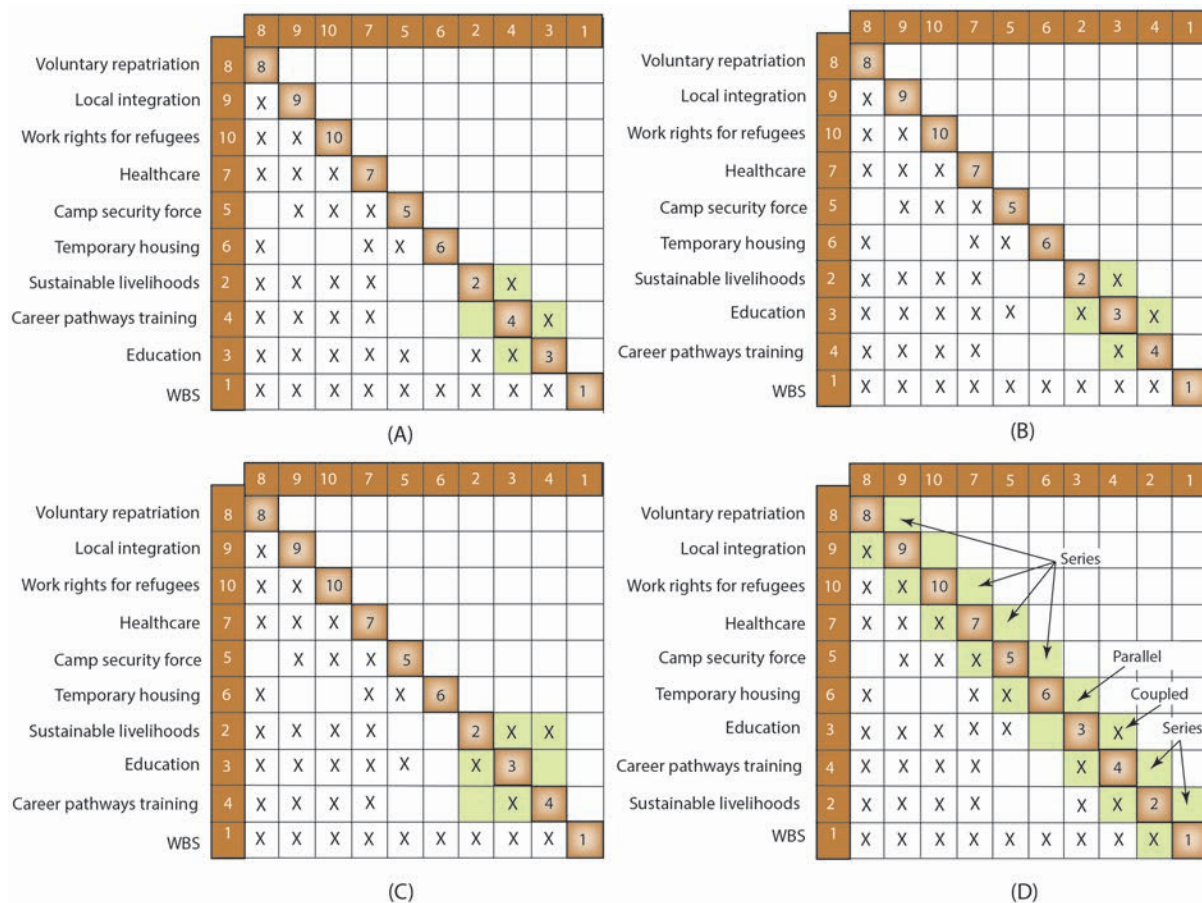 8 9 10 7 5 6 2 4 3 1
Voluntary repatriation 8 8
Local integration 9 X 9
Work rights for refugees 10 X X 10
Healthcare 7 X X X 7
Camp security force 5 X X X 5
Temporary housing 6 X X X 6
Sustainable livelihoods 2 X X X X 2 X
Career pathways training 4 X X X X 4 X
Education 3 X X X X X X X 3
WBS 1 X X X X X X X X X 1
(A)
8 9 10 7 5 6 2 3 4 1
Voluntary repatriation 8 8
Local integration 9 X 9
Work rights for refugees 10 X X 10
Healthcare 7 X X X 7
Camp security force 5 X X X 5
Temporary housing 6 X X X 6
Sustainable livelihoods 2 X X X X 2 X
Education 3 X X X X X X 3 X
Career pathways training 4 X X X X X 4
WBS 1 X X X X X X X X X 1
(B)
8 9 10 7 5 6 2 3 4 1
Voluntary repatriation 8 8
Local integration 9 X 9
Work rights for refugees 10 X X 10
Healthcare 7 X X X 7
Camp security force 5 X X X 5
Temporary housing 6 X X X 6
Sustainable livelihoods 2 X X X X 2 X X
Education 3 X X X X X X 3
Career pathways training 4 X X X X X 4
WBS 1 X X X X X X X X X 1
(C)
8 9 10 7 5 6 3 4 2 1
Voluntary repatriation 8 8
Local integration 9 X 9
Series
Work rights for refugees 10 X X 10
Healthcare 7 X X X 7
Camp security force 5 X X X 5
Parallel
Temporary housing 6 X X X 6
Coupled
Education 3 X X X X X 3 X
Series
Career pathways training 4 X X X X X 4
Sustainable livelihoods 2 X X X X X X 2
WBS 1 X X X X X X X X X 1
(D)